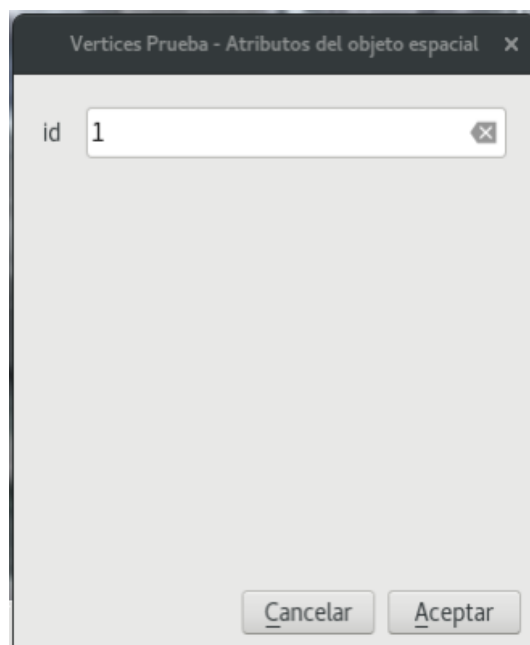 Vertices Prueba - Atributos del objeto espacial
id 1
Cancelar Aceptar